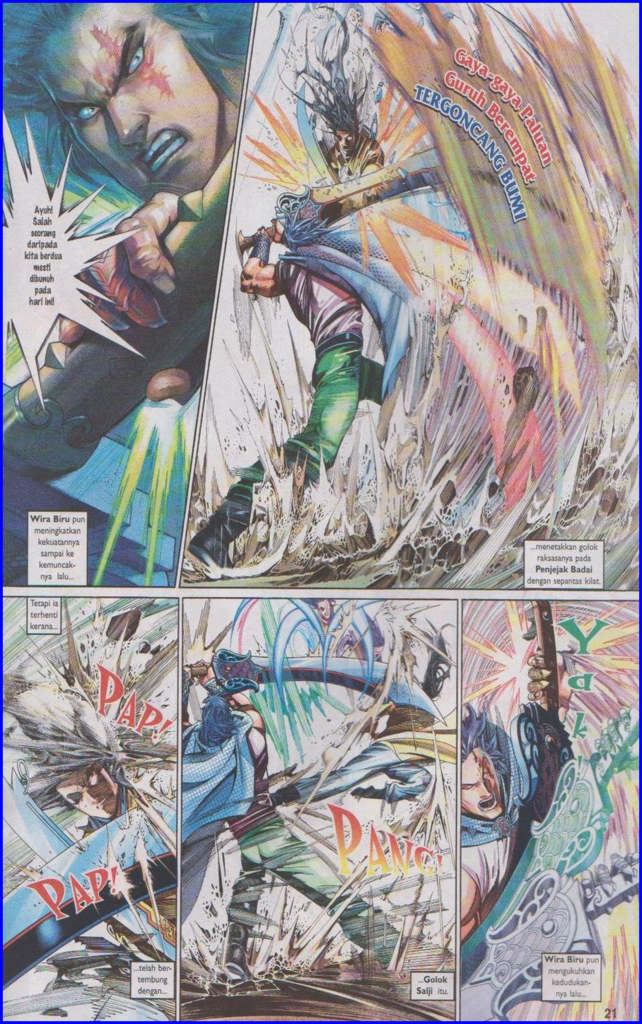 Ayuh!
Salah
seorang
daripada
kita berdua
mesti
dibunuh
pada
hari ini!
Gaya-gaya Paluan
Guruh Berempat
TERGONCANG BUMI
Wira Biru pun
meningkatkan
kekuatannya
sampai ke
kemuncak-
nya lalu...
...menetakkan golok
raksasanya pada
Penjejak Badai
dengan sepantas kilat.
Tetapi ia
terhenti
kerana...
PAP!
PAP!
...telah ber-
tembung
dengan...
PANG!
...Golok
Salji itu.
Yak!
Wira Biru pun
mengukuhkan
kedudukan-
nya lalu...
21